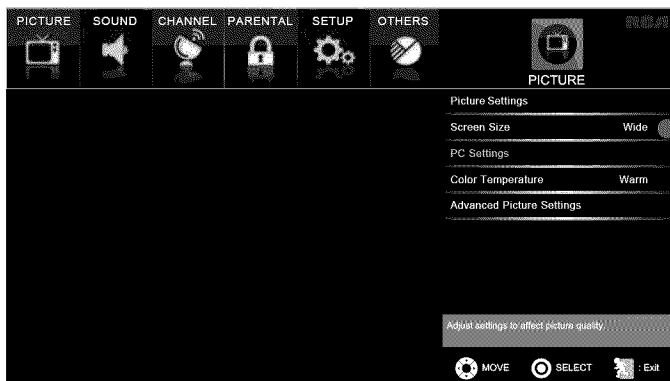 PICTURE SOUND CHANNEL PARENTAL SETUP OTHERS
RCA
PICTURE
Picture Settings
Screen Size Wide
PC Settings
Color Temperature Warm
Advanced Picture Settings
Adjust settings to affect picture quality.
MOVE SELECT : Exit